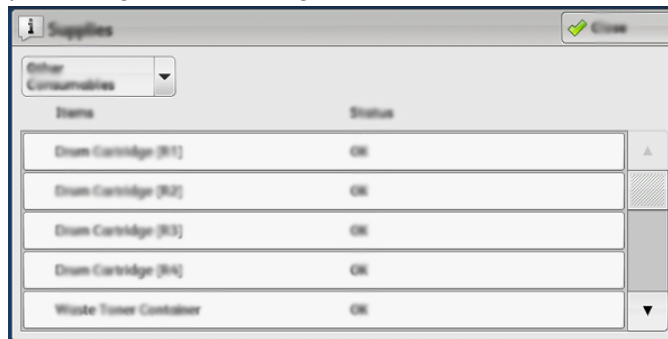 Supplies
Close
Other
Consumables
Items Status
Drum Cartridge [R1] OK
Drum Cartridge [R2] OK
Drum Cartridge [R3] OK
Drum Cartridge [R4] OK
Waste Toner Container OK